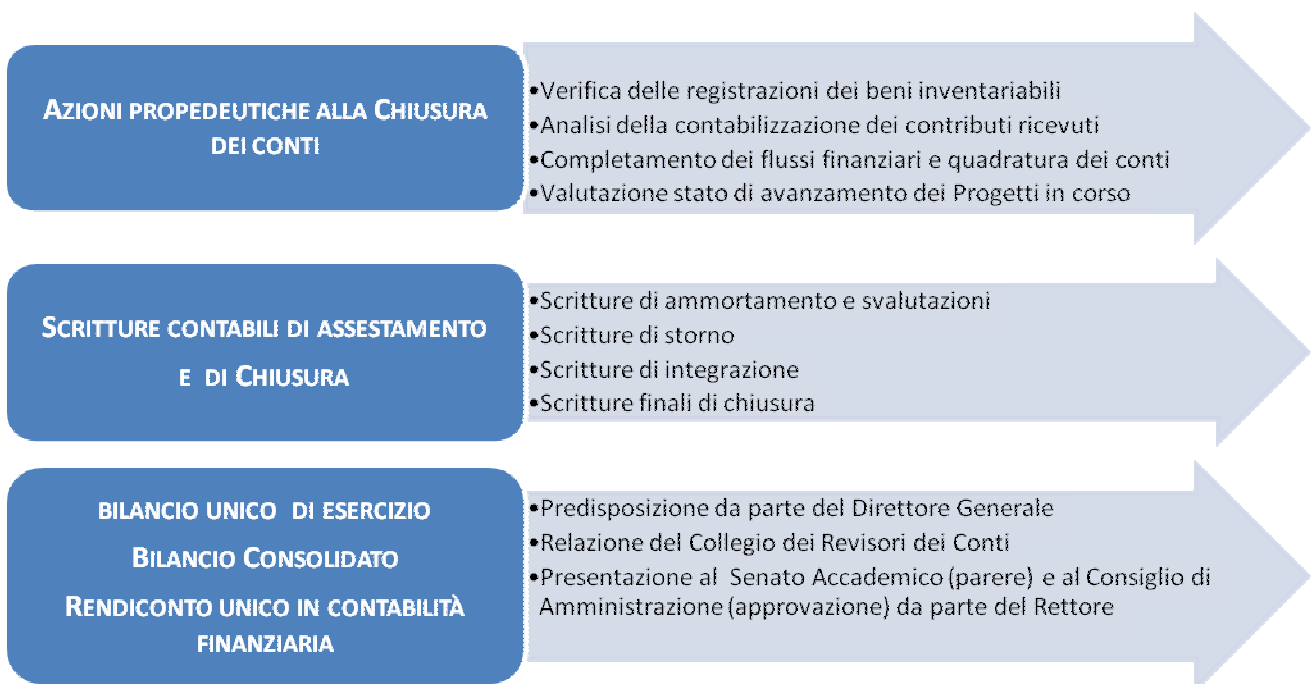 AZIONI PROPEDEUTICHE ALLA CHIUSURA
DEI CONTI
•Verifica delle registrazioni dei beni inventariabili
•Analisi della contabilizzazione dei contributi ricevuti
•Completamento dei flussi finanziari e quadratura dei conti
•Valutazione stato di avanzamento dei Progetti in corso
SCRITTURE CONTABILI DI ASSESTAMENTO
E DI CHIUSURA
•Scritture di ammortamento e svalutazioni
•Scritture di storno
•Scritture di integrazione
•Scritture finali di chiusura
BILANCIO UNICO DI ESERCIZIO
BILANCIO CONSOLIDATO
RENDICONTO UNICO IN CONTABILITÀ
FINANZIARIA
•Predisposizione da parte del Direttore Generale
•Relazione del Collegio dei Revisori dei Conti
•Presentazione al Senato Accademico (parere) e al Consiglio di
Amministrazione (approvazione) da parte del Rettore